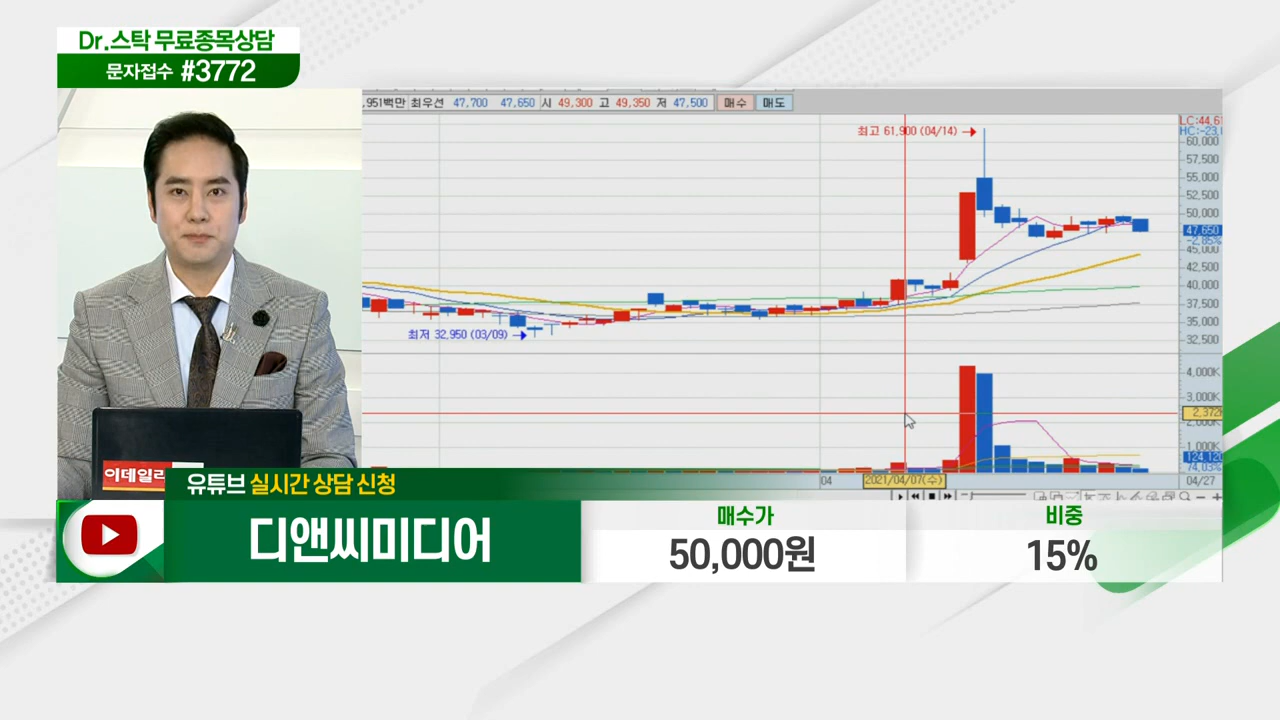 Dr.스탁 무료종목상담
문자접수 #3772
,951백만 최우선 47,700 47,650 시 49,300 고 49,350 저 47,500 매수 매도
최고 61,900 (04/14)
최저 32,950 (03/09)
60,000
57,500
55,000
52,500
50,000
47,650
-2.85%
45,000
42,500
40,000
37,500
35,000
32,500
4,000K
3,000K
2,000K
1,000K
74,03%
04
2021/04/07(수)
04/27
이데일리
유튜브 실시간 상담 신청
디앤씨미디어
매수가
50,000원
비중
15%